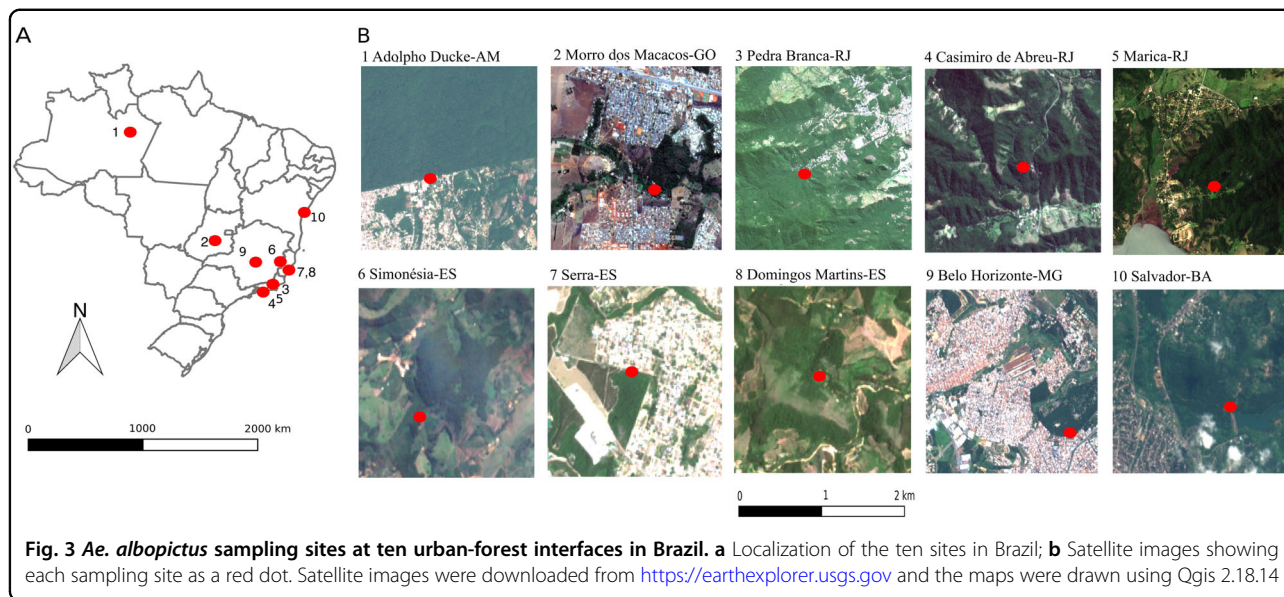 A
B
1 Adolpho Ducke-AM
2 Morro dos Macacos-GO
3 Pedra Branca-RJ
4 Casimiro de Abreu-RJ
5 Marica-RJ
1
10
2
9
6
7,8
3
5
4
N
0 1000 2000 km
6 Simonésia-ES
7 Serra-ES
8 Domingos Martins-ES
9 Belo Horizonte-MG
10 Salvador-BA
0 1 2 km
Fig. 3 Ae. albopictus sampling sites at ten urban-forest interfaces in Brazil. a Localization of the ten sites in Brazil; b Satellite images showing
each sampling site as a red dot. Satellite images were downloaded from https://earthexplorer.usgs.gov and the maps were drawn using Qgis 2.18.14